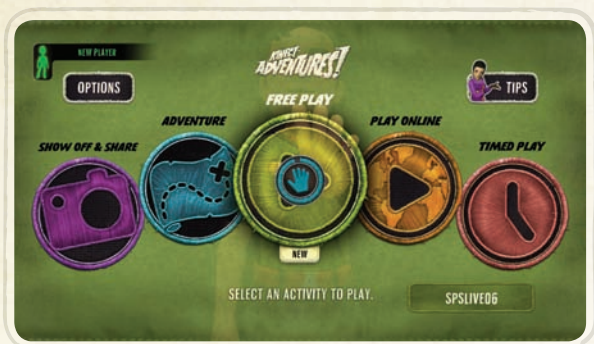 NEW PLAYER
KINECT
ADVENTURES!
OPTIONS
TIPS
FREE PLAY
ADVENTURE
PLAY ONLINE
SHOW OFF & SHARE
TIMED PLAY
NEW
SELECT AN ACTIVITY TO PLAY.
SPSLIVE06